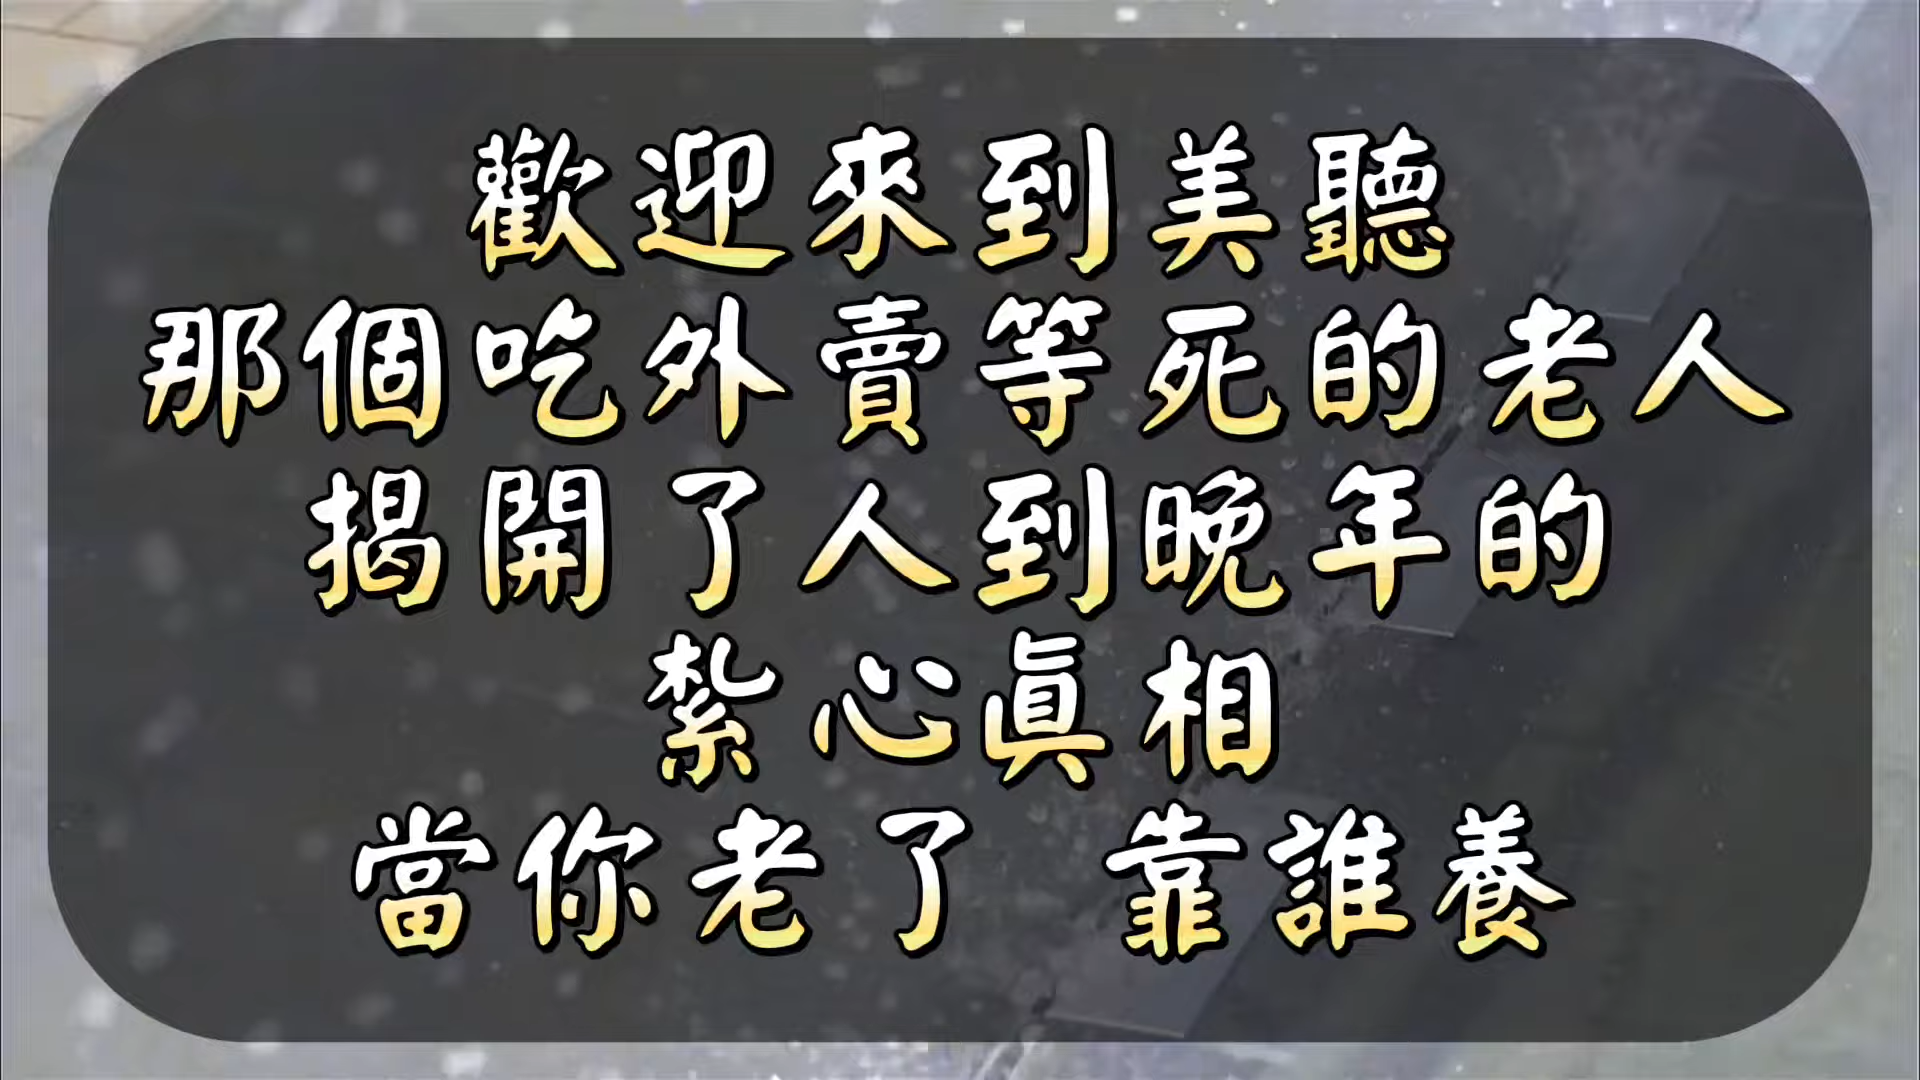 歡迎來到美聽
那個吃外賣等死的老人
揭開了人到晚年的
紮心真相
當你老了 靠誰養